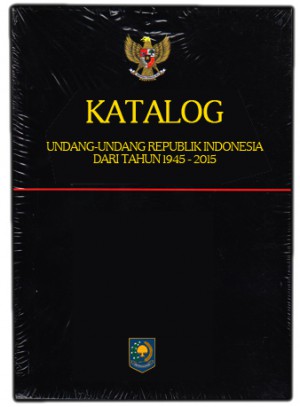 KATALOG
UNDANG-UNDANG REPUBLIK INDONESIA
DARI TAHUN 1945 - 2015